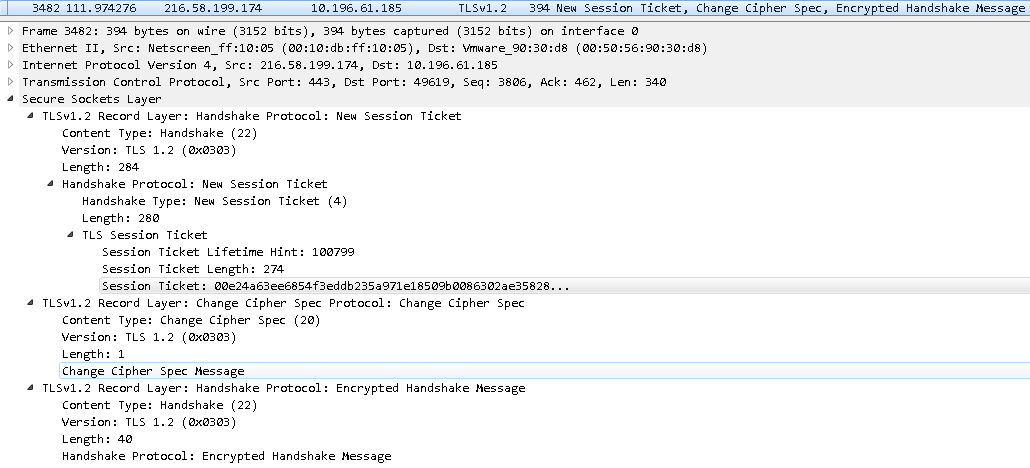 3482 111.974276 216.58.199.174 10.196.61.185 TLSv1.2 394 New Session Ticket, Change Cipher Spec, Encrypted Handshake Message
Frame 3482: 394 bytes on wire (3152 bits), 394 bytes captured (3152 bits) on interface 0
Ethernet II, Src: Netscreen_ff:10:05 (00:10:db:ff:10:05), Dst: Vmware_90:30:d8 (00:50:56:90:30:d8)
Internet Protocol Version 4, Src: 216.58.199.174, Dst: 10.196.61.185
Transmission Control Protocol, Src Port: 443, Dst Port: 49619, Seq: 3806, Ack: 462, Len: 340
Secure Sockets Layer
TLSv1.2 Record Layer: Handshake Protocol: New Session Ticket
Content Type: Handshake (22)
Version: TLS 1.2 (0x0303)
Length: 284
Handshake Protocol: New Session Ticket
Handshake Type: New Session Ticket (4)
Length: 280
TLS Session Ticket
Session Ticket Lifetime Hint: 100799
Session Ticket Length: 274
Session Ticket: 00e24a63ee6854f3eddb235a971e18509b0086302ae35828...
TLSv1.2 Record Layer: Change Cipher Spec Protocol: Change Cipher Spec
Content Type: Change Cipher Spec (20)
Version: TLS 1.2 (0x0303)
Length: 1
Change Cipher Spec Message
TLSv1.2 Record Layer: Handshake Protocol: Encrypted Handshake Message
Content Type: Handshake (22)
Version: TLS 1.2 (0x0303)
Length: 40
Handshake Protocol: Encrypted Handshake Message